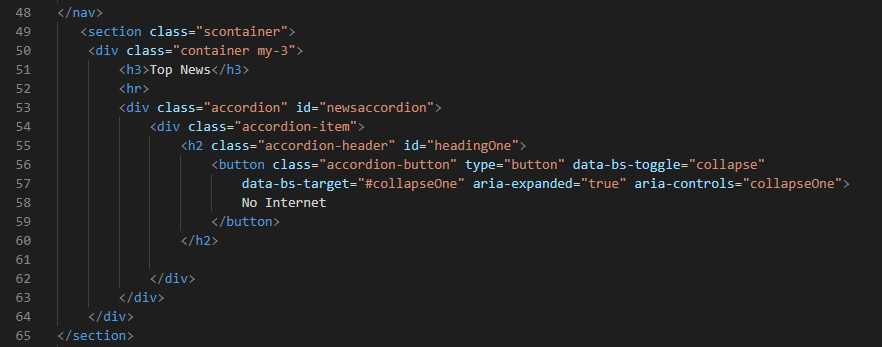 48 </nav>
49 <section class="scontainer">
50 <div class="container my-3">
51 <h3>Top News</h3>
52 <hr>
53 <div class="accordion" id="newsaccordion">
54 <div class="accordion-item">
55 <h2 class="accordion-header" id="headingOne">
56 <button class="accordion-button" type="button" data-bs-toggle="collapse"
57 data-bs-target="#collapseOne" aria-expanded="true" aria-controls="collapseOne">
58 No Internet
59 </button>
60 </h2>
61
62 </div>
63 </div>
64 </div>
65 </section>